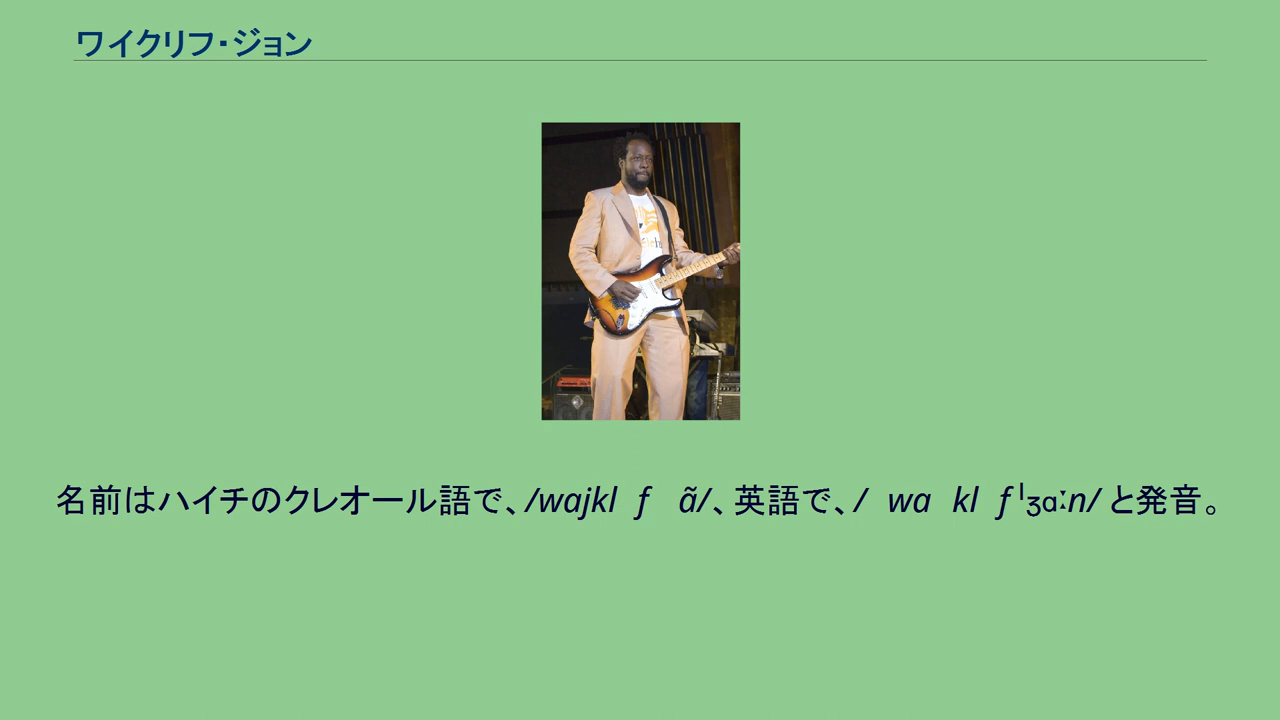 ワイクリフ・ジョン
名前はハイチのクレオール語で、/wajkl f ã/、英語で、/ wa kl fˈʒɑːn/ と発音。